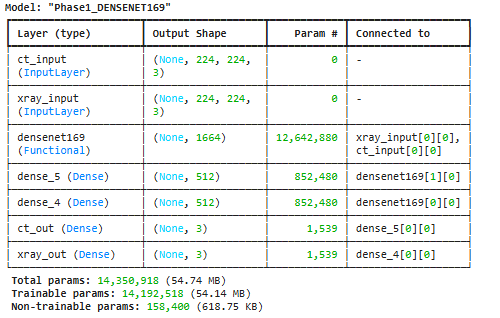 Model: "Phase1_DENSENET169"
Layer (type) Output Shape Param # Connected to
ct_input (None, 224, 224, 0 -
(InputLayer) 3)
xray_input (None, 224, 224, 0 -
(InputLayer) 3)
densenet169 (None, 1664) 12,642,880 xray_input[0][0],
(Functional) ct_input[0][0]
dense_5 (Dense) (None, 512) 852,480 densenet169[1][0]
dense_4 (Dense) (None, 512) 852,480 densenet169[0][0]
ct_out (Dense) (None, 3) 1,539 dense_5[0][0]
xray_out (Dense) (None, 3) 1,539 dense_4[0][0]
Total params: 14,350,918 (54.74 MB)
Trainable params: 14,192,518 (54.14 MB)
Non-trainable params: 158,400 (618.75 KB)